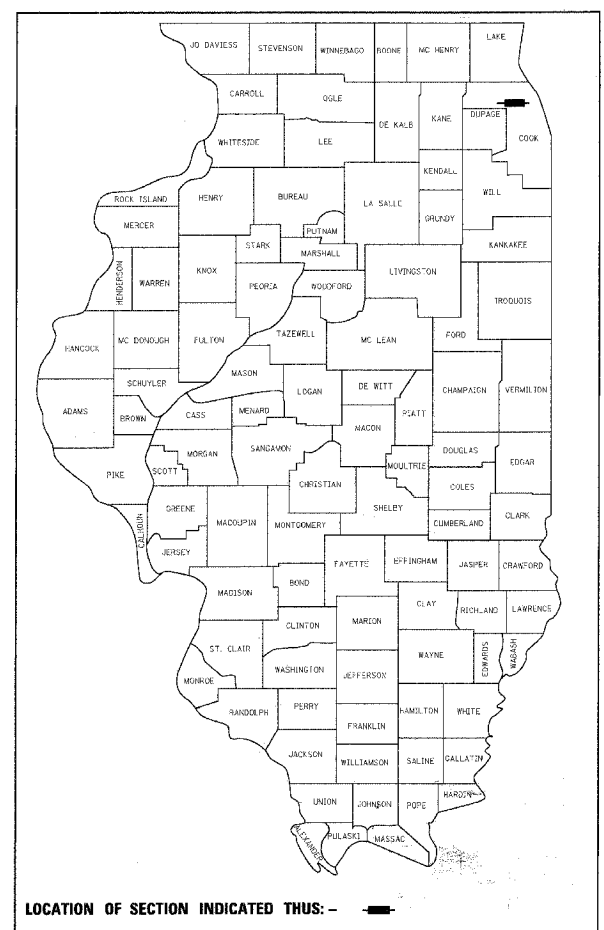 LAKE
JO DAVIESS STEVENSON WINNEBAGO BOONE MC HENRY
CARROLL OGLE
DE KALB KANE DUPAGE
COOK
WHITESIDE LEE
KENDALL
WILL
ROCK ISLAND HENRY BUREAU LA SALLE
GRUNDY
MERCER PUTNAM
STARK MARSHALL KANKAKEE
HENDERSON WARREN KNOX PEORIA WOODFORD LIVINGSTON
IROQUOIS
TAZEWELL MC LEAN FORD
HANCOCK MC DONOUGH FULTON
MASON
SCHUYLER LOGAN DE WITT CHAMPAIGN VERMILION
ADAMS BROWN CASS MENARD PIATT
MACON
MORGAN SANGAMON DOUGLAS
PIKE SCOTT CHRISTIAN MOULTRIE EDGAR
COLES
GREENE SHELBY
CALHOUN MACOUPIN MONTGOMERY CUMBERLAND CLARK
JERSEY FAYETTE EFFINGHAM JASPER CRAWFORD
BOND
MADISON CLAY RICHLAND LAWRENCE
CLINTON MARION
ST. CLAIR WAYNE EDWARDS WABASH
WASHINGTON JEFFERSON
MONROE
RANDOLPH PERRY HAMILTON WHITE
FRANKLIN
JACKSON WILLIAMSON SALINE GALLATIN
HARDIN
UNION JOHNSON POPE
ALEXANDER PULASKI MASSAC
LOCATION OF SECTION INDICATED THUS: -